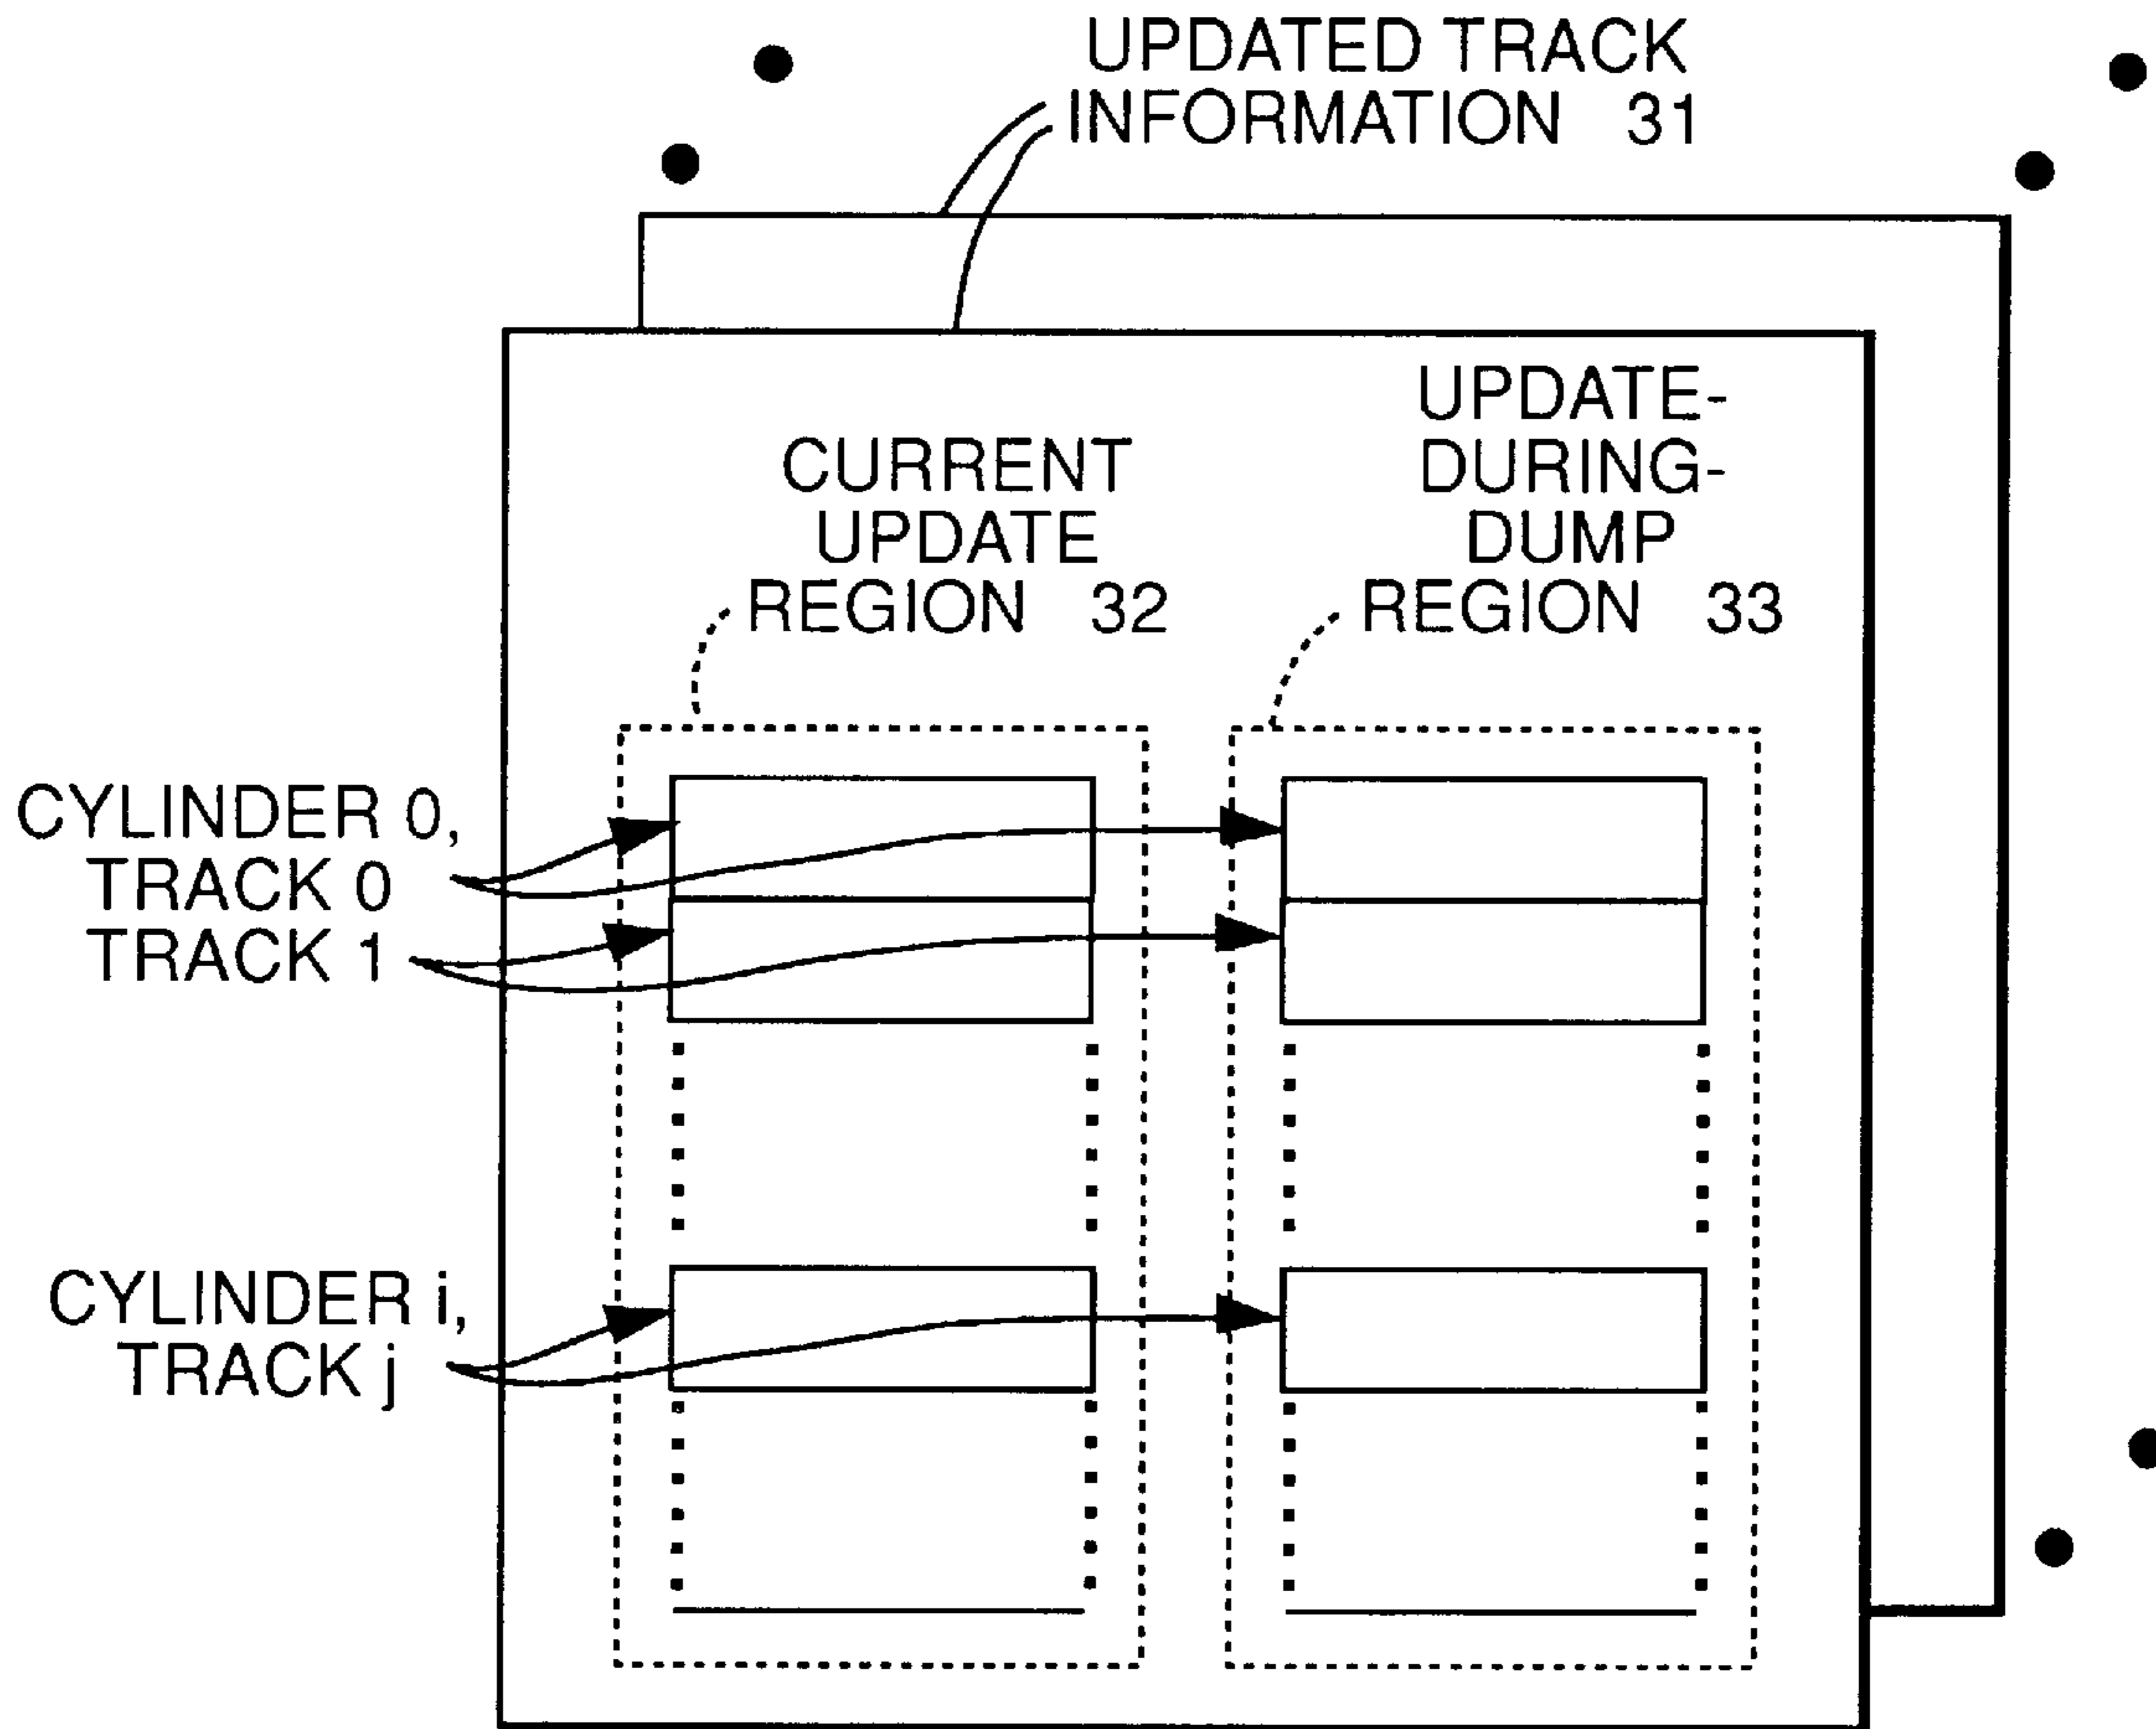 UPDATED TRACK
INFORMATION 31
CURRENT
UPDATE
REGION 32
UPDATE-
DURING-
DUMP
REGION 33
CYLINDER 0,
TRACK 0
TRACK 1
CYLINDER i,
TRACK j